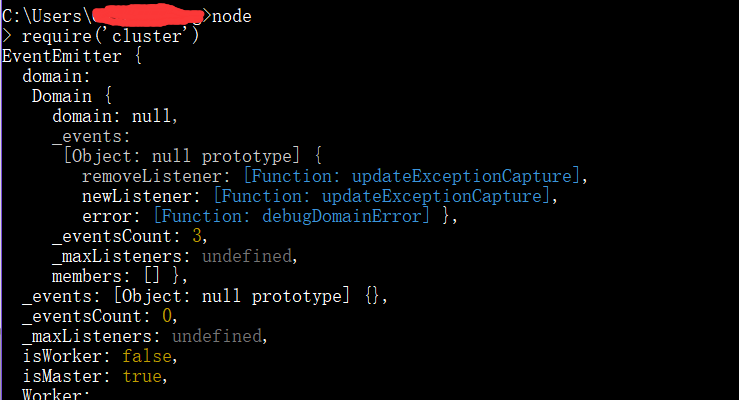 C:\Users\>node
> require('cluster')
EventEmitter {
  domain:
   Domain {
     domain: null,
     _events:
      [Object: null prototype] {
        removeListener: [Function: updateExceptionCapture],
        newListener: [Function: updateExceptionCapture],
        error: [Function: debugDomainError] },
     _eventsCount: 3,
     _maxListeners: undefined,
     members: [] },
  _events: [Object: null prototype] {},
  _eventsCount: 0,
  _maxListeners: undefined,
  isWorker: false,
  isMaster: true,
  Worker: